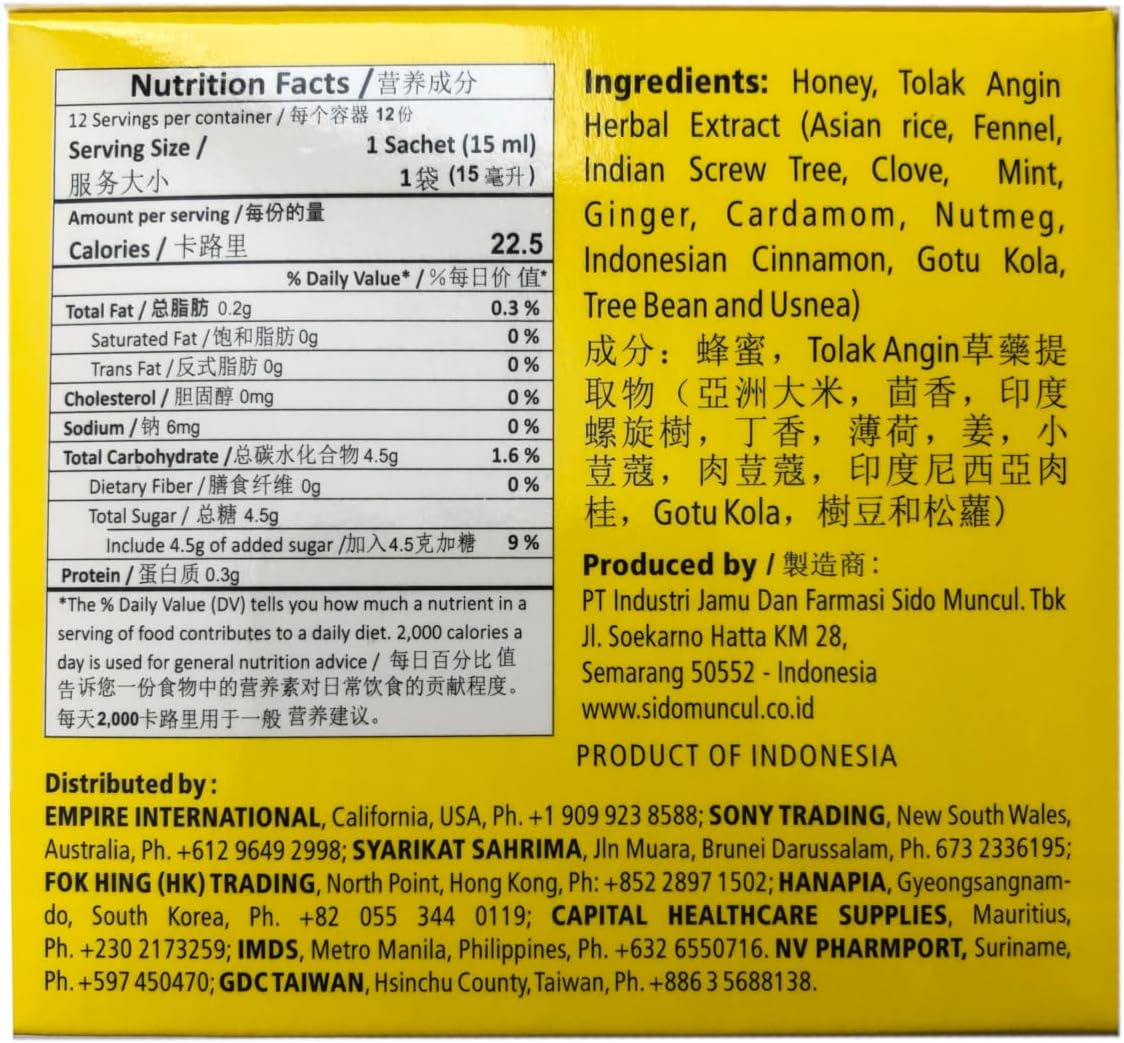 Nutrition Facts / 营养成分
12 Servings per container / 每个容器 12份
Serving Size / 1 Sachet (15 ml)
服务大小 1袋 (15 毫升)
Amount per serving / 每份的量
Calories / 卡路里 22.5
% Daily Value* / %每日价 值*
Total Fat / 总脂肪 0.2g 0.3 %
Saturated Fat / 饱和脂肪 0g 0 %
Trans Fat / 反式脂肪 0g 0 %
Cholesterol / 胆固醇 0mg 0 %
Sodium / 钠 6mg 0 %
Total Carbohydrate / 总碳水化合物 4.5g 1.6 %
Dietary Fiber / 膳食纤维 0g 0 %
Total Sugar / 总糖 4.5g
Include 4.5g of added sugar /加入4.5克加糖 9 %
Protein / 蛋白质 0.3g
*The % Daily Value (DV) tells you how much a nutrient in a
serving of food contributes to a daily diet. 2,000 calories a
day is used for general nutrition advice / 每日百分比 值
告诉您一份食物中的营养素对日常饮食的贡献程度。
每天2,000卡路里用于一般 营养建议。
Ingredients: Honey, Tolak Angin
Herbal Extract (Asian rice, Fennel,
Indian Screw Tree, Clove, Mint,
Ginger, Cardamom, Nutmeg,
Indonesian Cinnamon, Gotu Kola,
Tree Bean and Usnea)
成分：蜂蜜，Tolak Angin草藥提
取物（亞洲大米，茴香，印度
螺旋樹，丁香，薄荷，姜，小
荳蔻，肉荳蔻，印度尼西亞肉
桂，Gotu Kola，樹豆和松蘿）
Produced by / 製造商：
PT Industri Jamu Dan Farmasi Sido Muncul. Tbk
Jl. Soekarno Hatta KM 28,
Semarang 50552 - Indonesia
www.sidomuncul.co.id
PRODUCT OF INDONESIA
Distributed by :
EMPIRE INTERNATIONAL, California, USA, Ph. +1 909 923 8588; SONY TRADING, New South Wales,
Australia, Ph. +612 9649 2998; SYARIKAT SAHRIMA, Jln Muara, Brunei Darussalam, Ph. 673 2336195;
FOK HING (HK) TRADING, North Point, Hong Kong, Ph: +852 2897 1502; HANAPIA, Gyeongsangnam-
do, South Korea, Ph. +82 055 344 0119; CAPITAL HEALTHCARE SUPPLIES, Mauritius,
Ph. +230 2173259; IMDS, Metro Manila, Philippines, Ph. +632 6550716. NV PHARMPORT, Suriname,
Ph. +597 450470; GDC TAIWAN, Hsinchu County, Taiwan, Ph. +886 3 5688138.